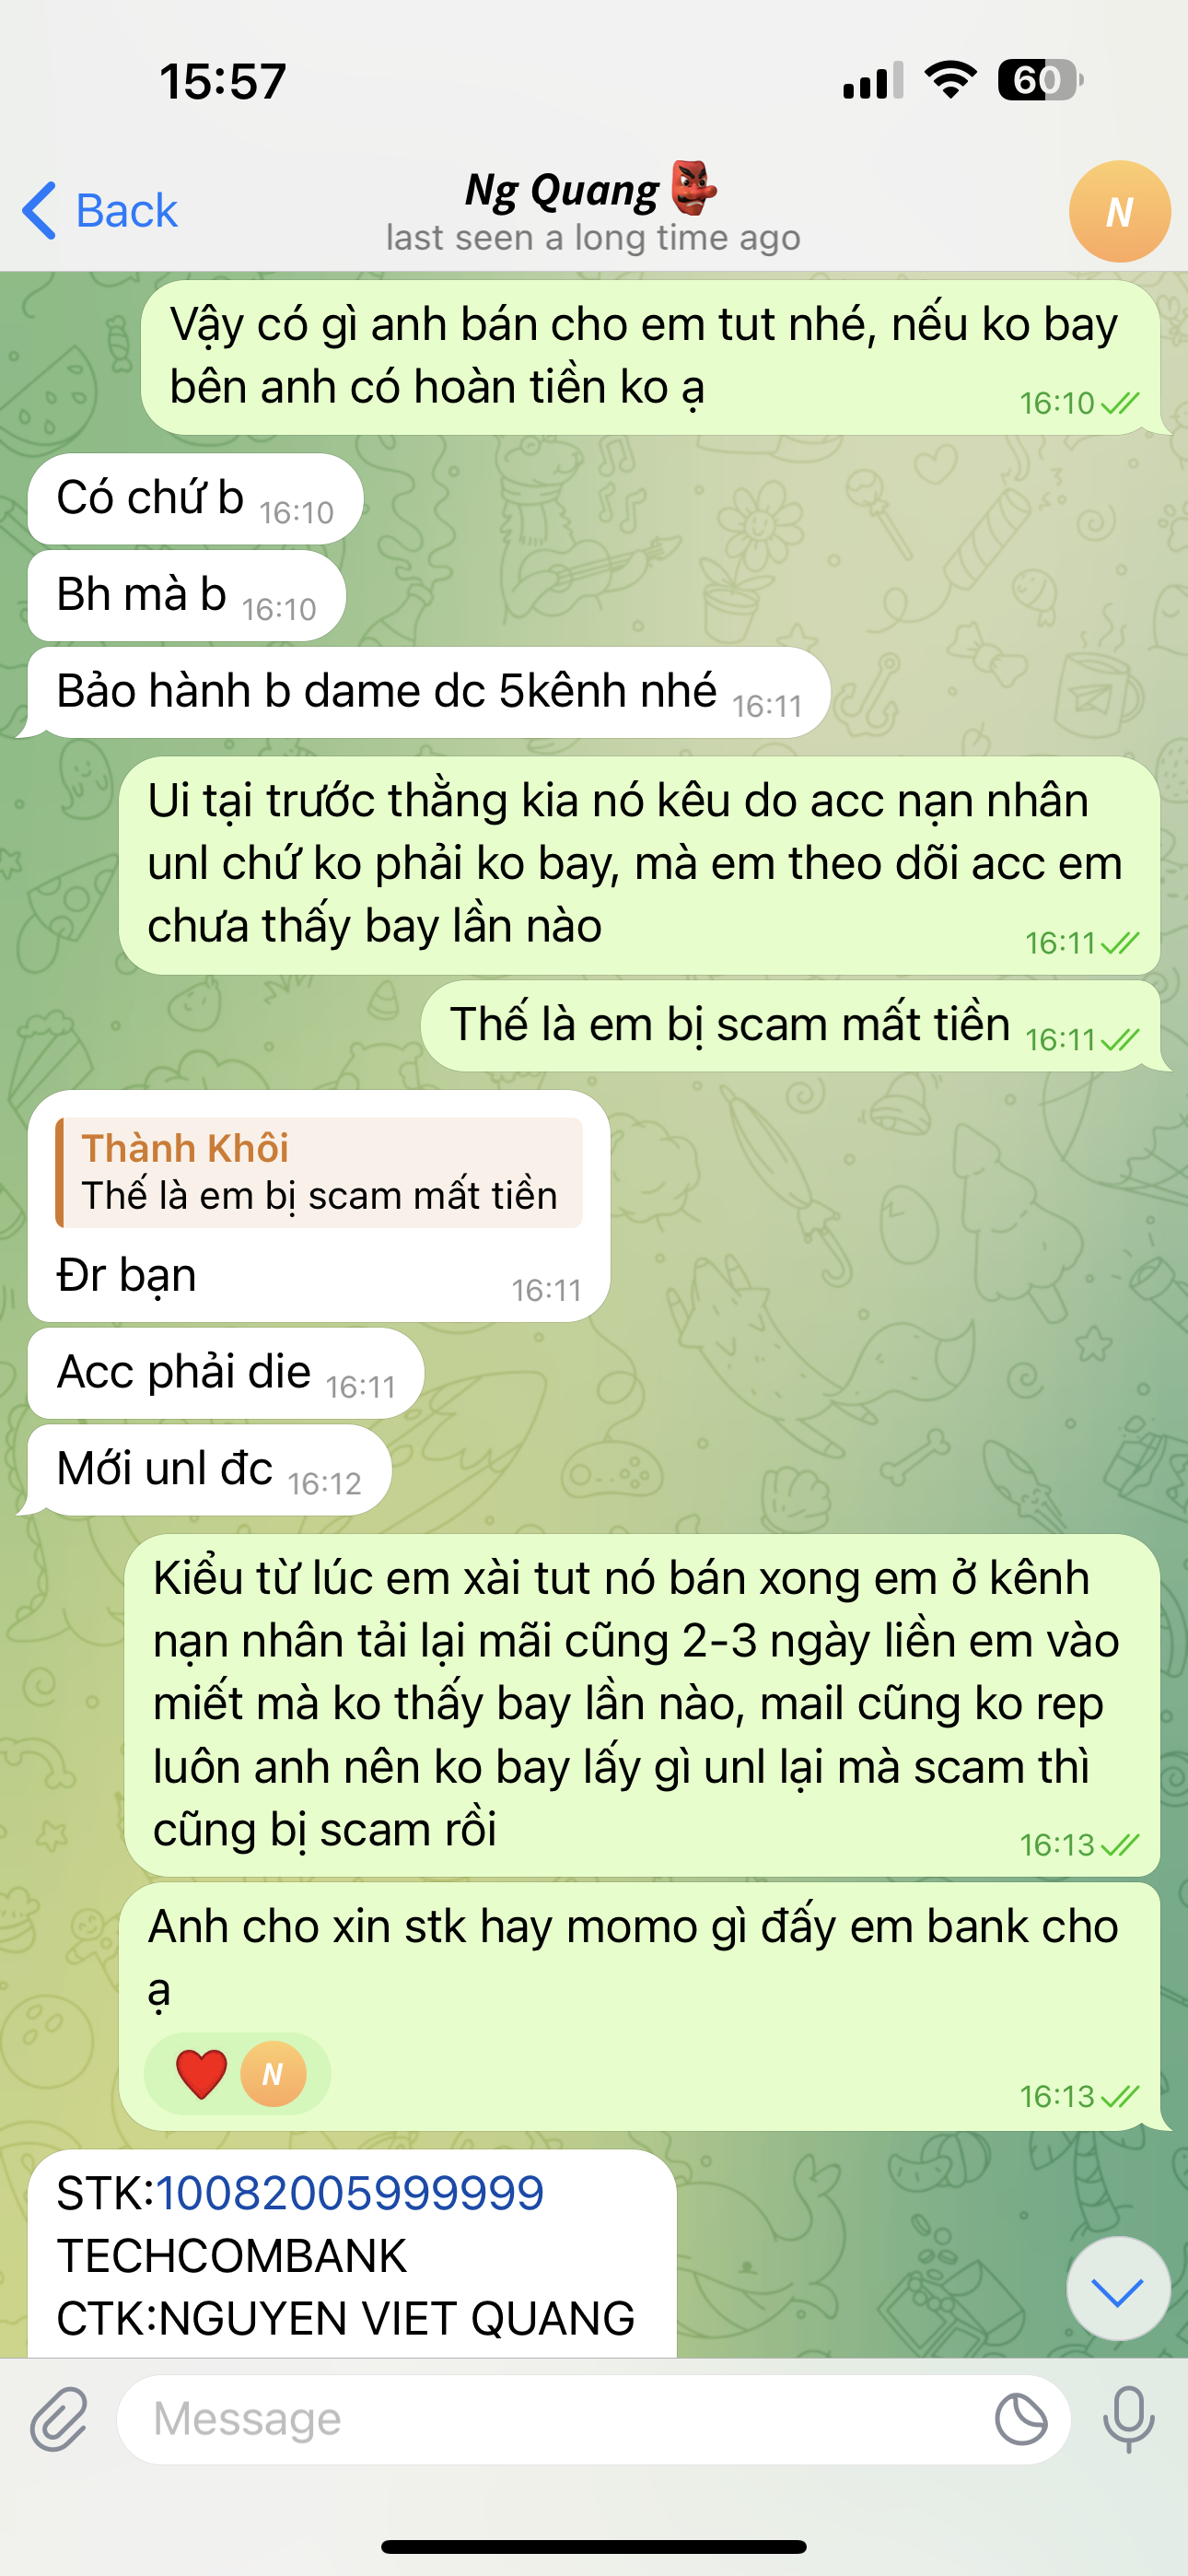 15:57
60
Back
Ng Quang
last seen a long time ago
N
Vậy có gì anh bán cho em tut nhé, nếu ko bay
bên anh có hoàn tiền ko ạ
16:10
Có chứ b 16:10
Bh mà b 16:10
Bảo hành b dame dc 5kênh nhé 16:11
Ui tại trước thằng kia nó kêu do acc nạn nhân
unl chứ ko phải ko bay, mà em theo dõi acc em
chưa thấy bay lần nào
16:11
Thế là em bị scam mất tiền 16:11
Thành Khôi
Thế là em bị scam mất tiền
Đr bạn 16:11
Acc phải die 16:11
Mới unl đc 16:12
Kiểu từ lúc em xài tut nó bán xong em ở kênh
nạn nhân tải lại mãi cũng 2-3 ngày liền em vào
miết mà ko thấy bay lần nào, mail cũng ko rep
luôn anh nên ko bay lấy gì unl lại mà scam thì
cũng bị scam rồi
16:13
Anh cho xin stk hay momo gì đấy em bank cho
ạ
N
16:13
STK:10082005999999
TECHCOMBANK
CTK:NGUYEN VIET QUANG
Message